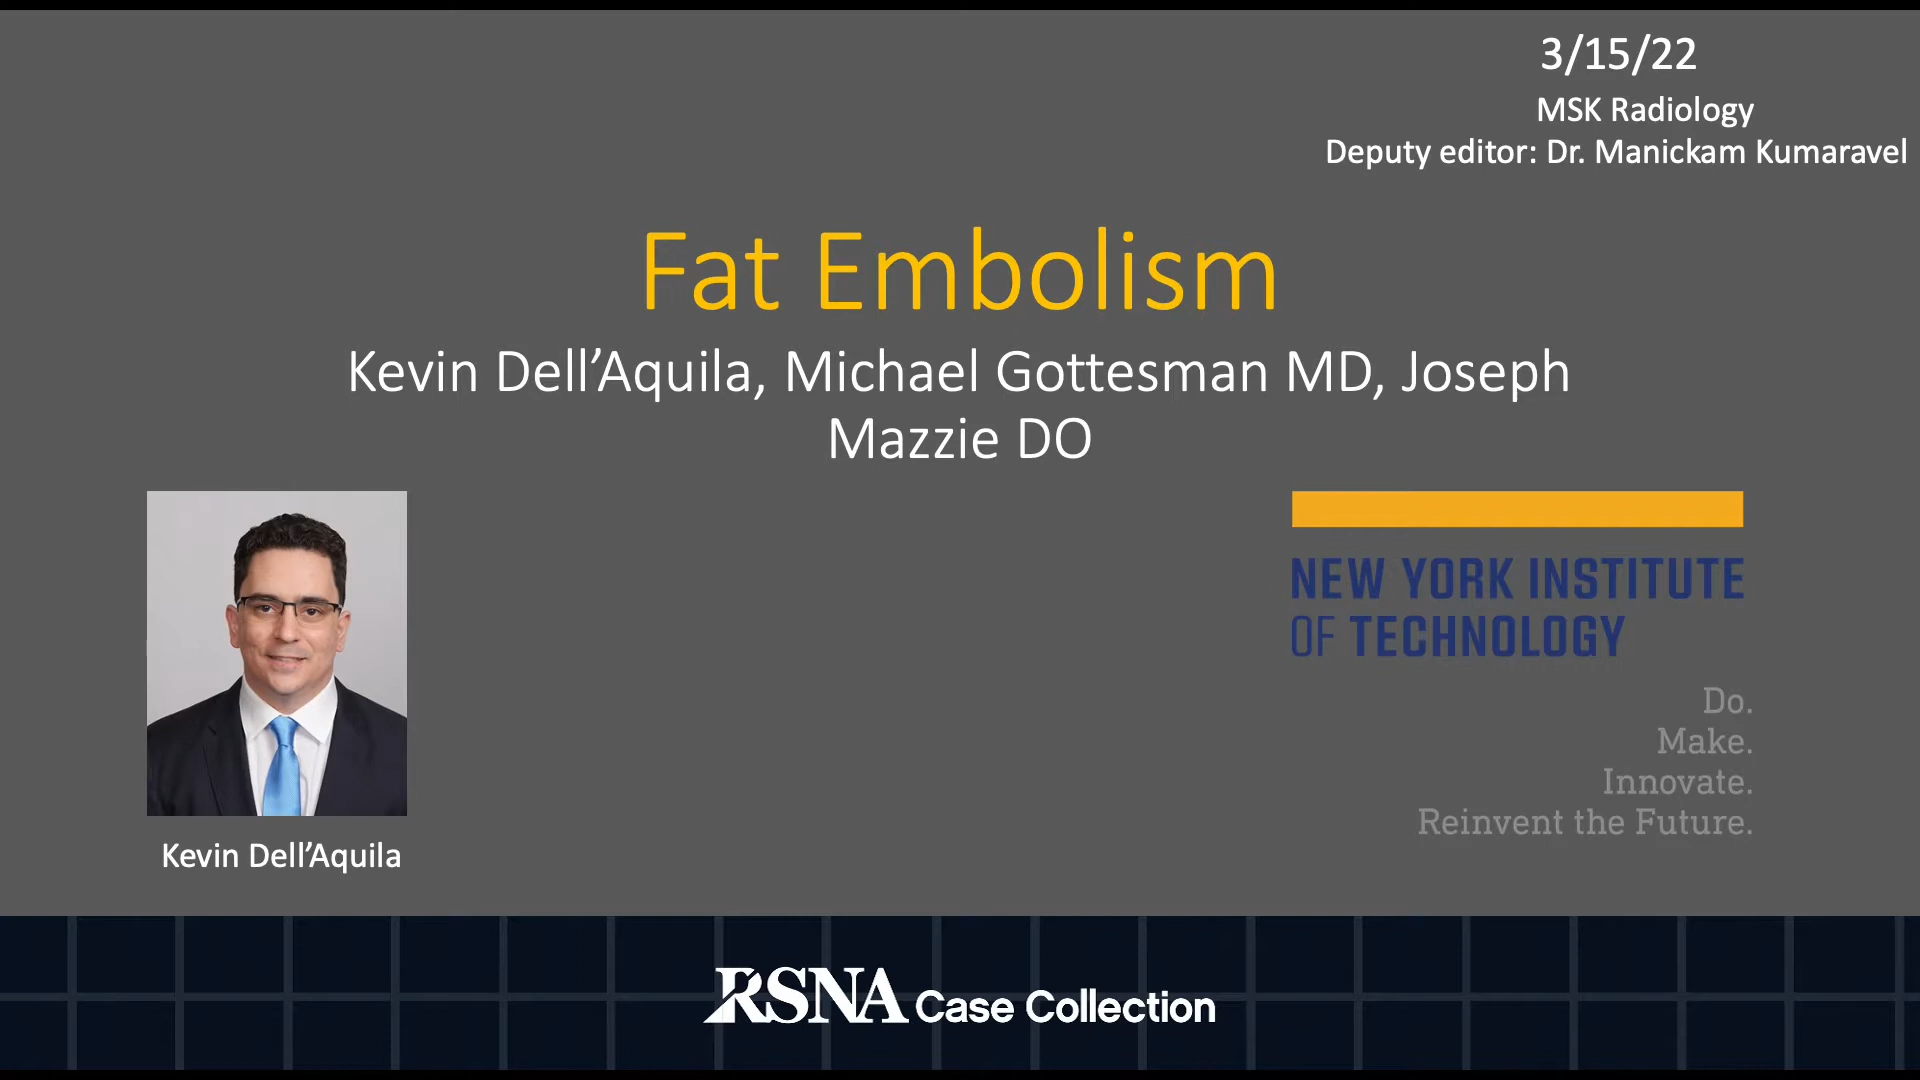 3/15/22
MSK Radiology
Deputy editor: Dr. Manickam Kumaravel
Fat Embolism
Kevin Dell’Aquila, Michael Gottesman MD, Joseph
Mazzie DO
NEW YORK INSTITUTE
OF TECHNOLOGY
Do.
Make.
Innovate.
Reinvent the Future.
Kevin Dell’Aquila
RSNA Case Collection